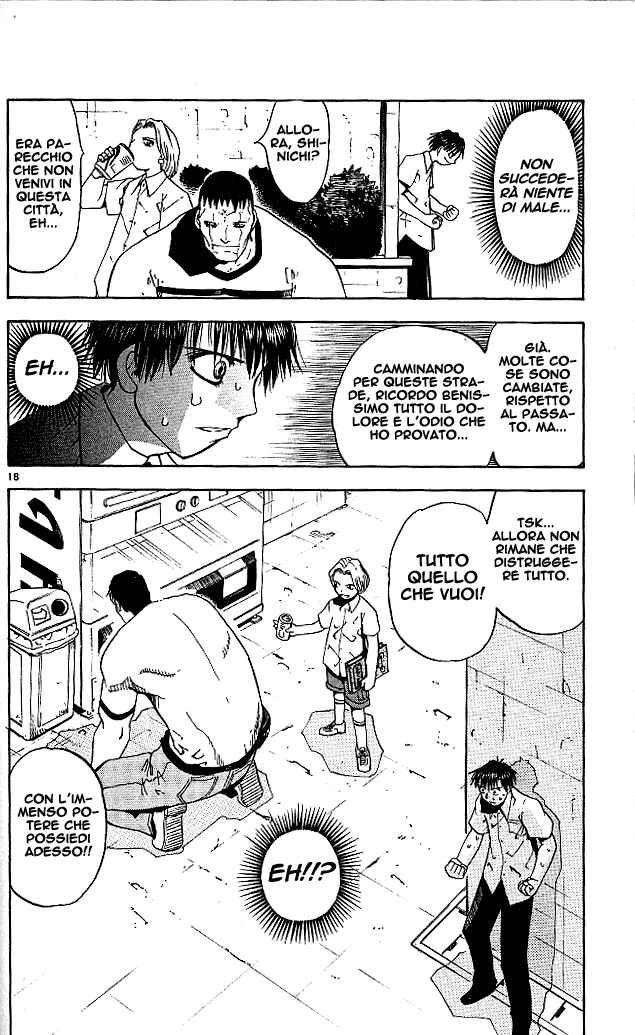 NON
SUCCEDE-
RÀ NIENTE
DI MALE...
ALLO-
RA, SHI-
NICHI?
ERA PA-
RECCHIO
CHE NON
VENIVI IN
QUESTA
CITTÀ,
EH...
GIÀ.
MOLTE CO-
SE SONO
CAMBIATE,
RISPETTO
AL PASSA-
TO. MA...
CAMMINANDO
PER QUESTE STRA-
DE, RICORDO BENIS-
SIMO TUTTO IL DO-
LORE E L'ODIO CHE
HO PROVATO...
EH...
18
TSK...
ALLORA NON
RIMANE CHE
DISTRUGGE-
RE TUTTO.
TUTTO
QUELLO
CHE VUOI!
CON L'IM-
MENSO PO-
TERE CHE
POSSIEDI
ADESSO!!
EH!!?